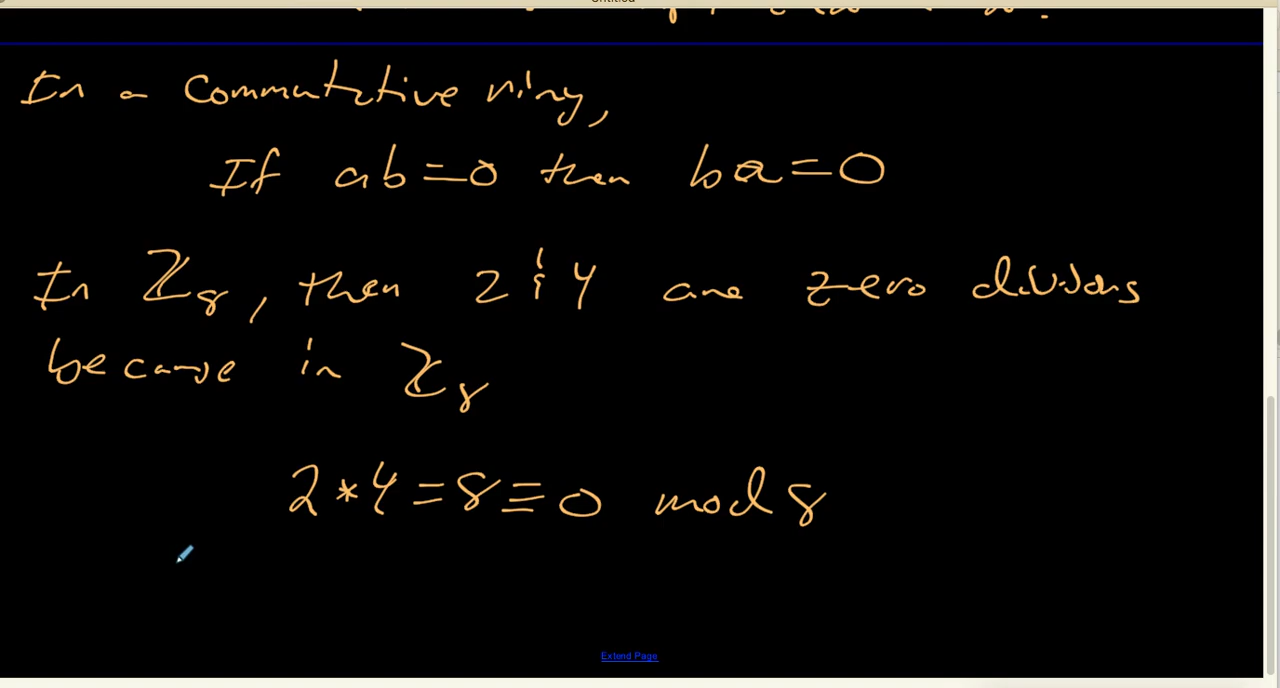 Untitled
In a Commutative ring,
If ab=0 then ba=0
In ℤ8, then 2 & 4 are zero divisors
because in ℤ8
2*4=8≡0 mod 8
Extend Page